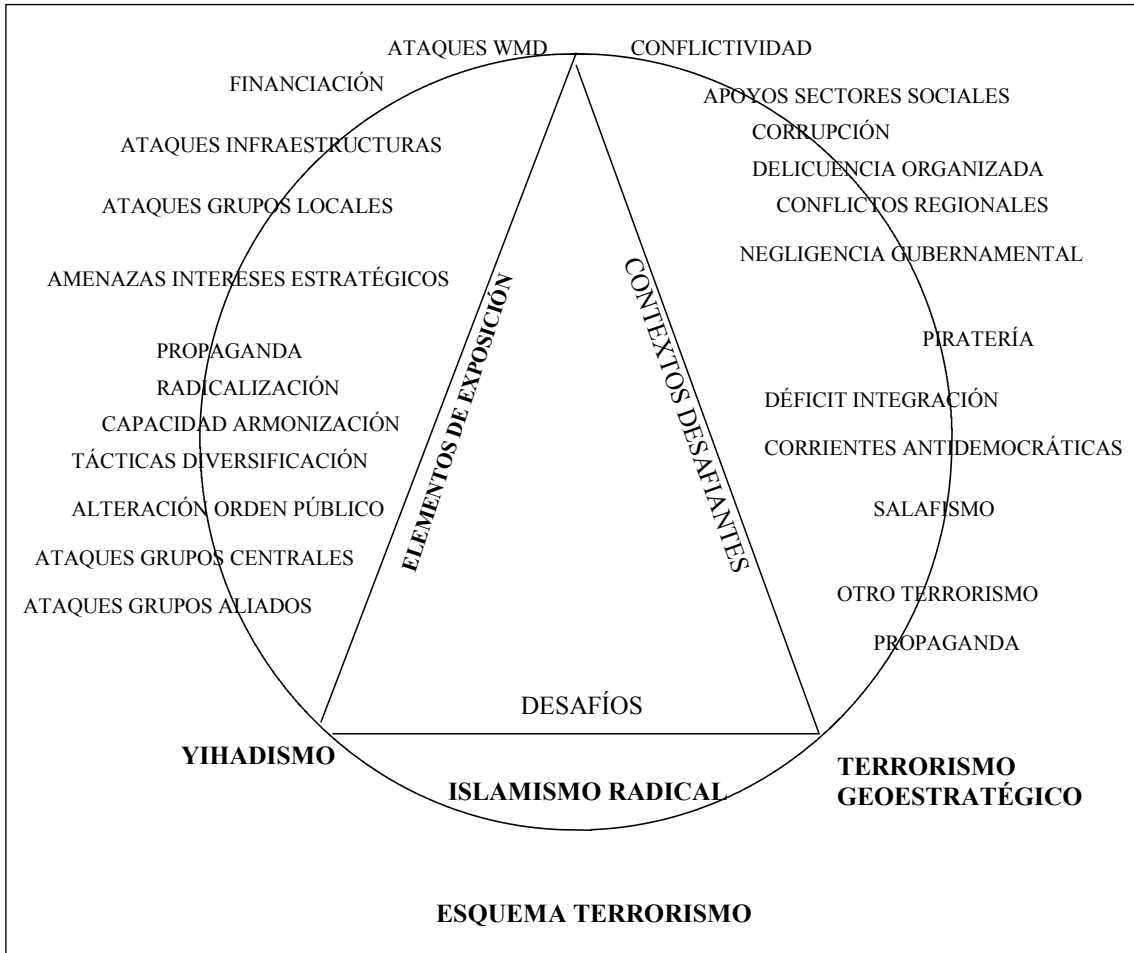 ATAQUES WMD
FINANCIACIÓN
ATAQUES INFRAESTRUCTURAS
ATAQUES GRUPOS LOCALES
AMENAZAS INTERESES ESTRATÉGICOS
PROPAGANDA
RADICALIZACIÓN
CAPACIDAD ARMONIZACIÓN
TÁCTICAS DIVERSIFICACIÓN
ALTERACIÓN ORDEN PÚBLICO
ATAQUES GRUPOS CENTRALES
ATAQUES GRUPOS ALIADOS
ELEMENTOS DE EXPOSICIÓN
CONTEXTOS DESAFIANTES
CONFLICTIVIDAD
APOYOS SECTORES SOCIALES
CORRUPCIÓN
DELICUENCIA ORGANIZADA
CONFLICTOS REGIONALES
NEGLIGENCIA GUBERNAMENTAL
PIRATERÍA
DÉFICIT INTEGRACIÓN
CORRIENTES ANTIDEMOCRÁTICAS
SALAFISMO
OTRO TERRORISMO
PROPAGANDA
DESAFÍOS
YIHADISMO
ISLAMISMO RADICAL
TERRORISMO
GEOESTRATÉGICO
ESQUEMA TERRORISMO